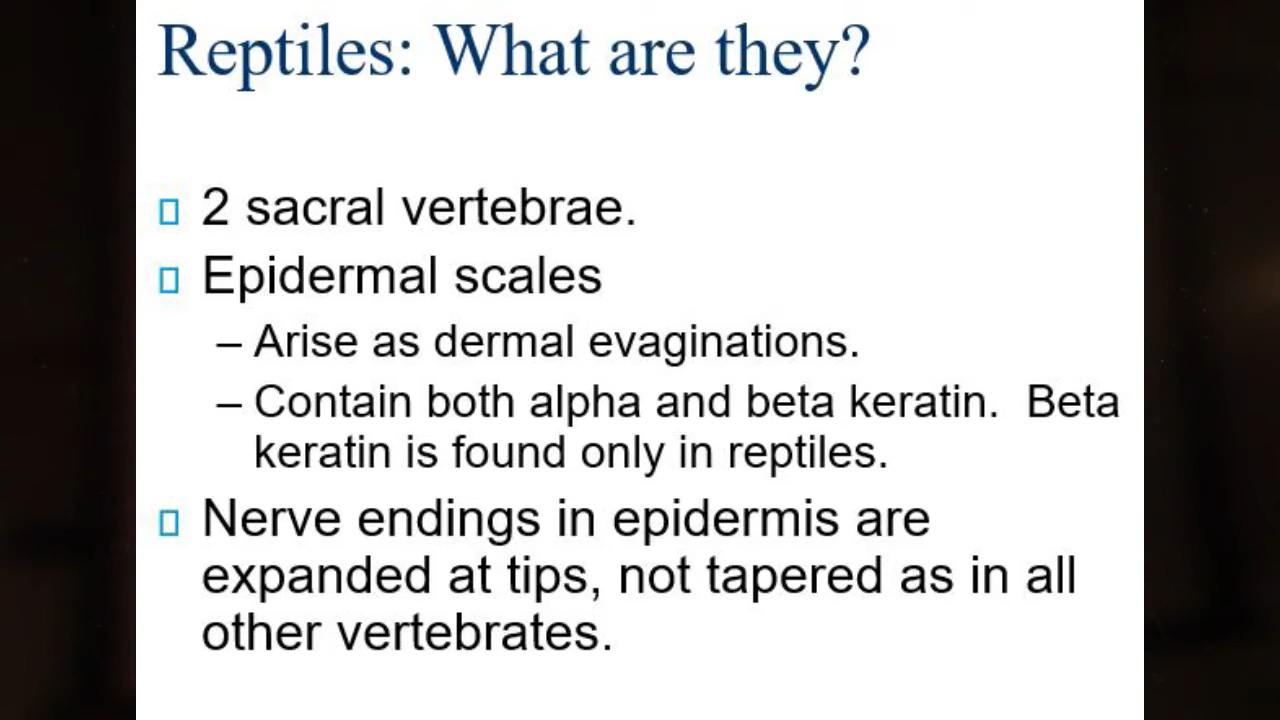 Reptiles: What are they?
2 sacral vertebrae.
Epidermal scales
– Arise as dermal evaginations.
– Contain both alpha and beta keratin.  Beta
keratin is found only in reptiles.
Nerve endings in epidermis are
expanded at tips, not tapered as in all
other vertebrates.